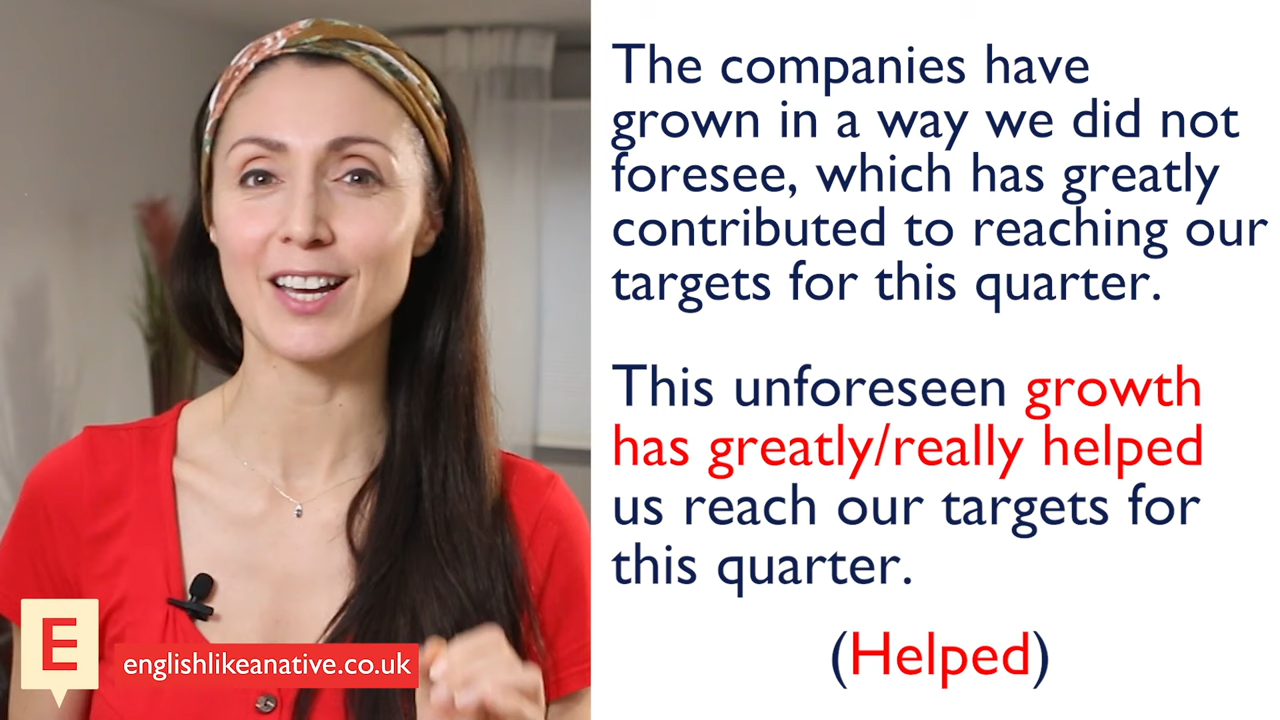 The companies have
grown in a way we did not
foresee, which has greatly
contributed to reaching our
targets for this quarter.
This unforeseen growth
has greatly/really helped
us reach our targets for
this quarter.
(Helped)
E
englishlikeanative.co.uk